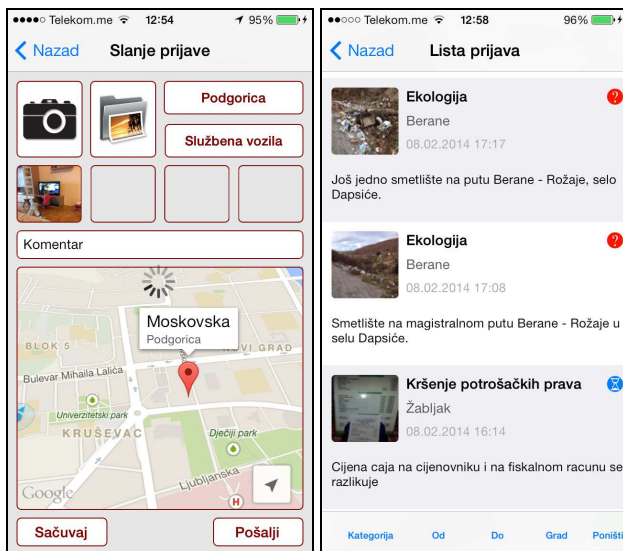 Telekom.me 12:54 95%
Nazad Slanje prijave
Podgorica
Službena vozila
Komentar
Moskovska
Podgorica
BLOK 5
NOVI GRAD
Bulevar Mihaila Lalića
Univerzitetski park
KRUŠEVAC
Dječiji park
Ljubljanska
Google
H
Sačuvaj Pošalji
Telekom.me 12:58 96%
Nazad Lista prijava
Ekologija ?
Berane
08.02.2014 17:17
Još jedno smetlište na putu Berane - Rožaje, selo
Dapsiće.
Ekologija ?
Berane
08.02.2014 17:08
Smetlište na magistralnom putu Berane - Rožaje u
selu Dapsiće.
Kršenje potrošačkih prava
Žabljak
08.02.2014 16:14
Cijena caja na cijenovniku i na fiskalnom racunu se
razlikuje
Kategorija Od Do Grad Poništi